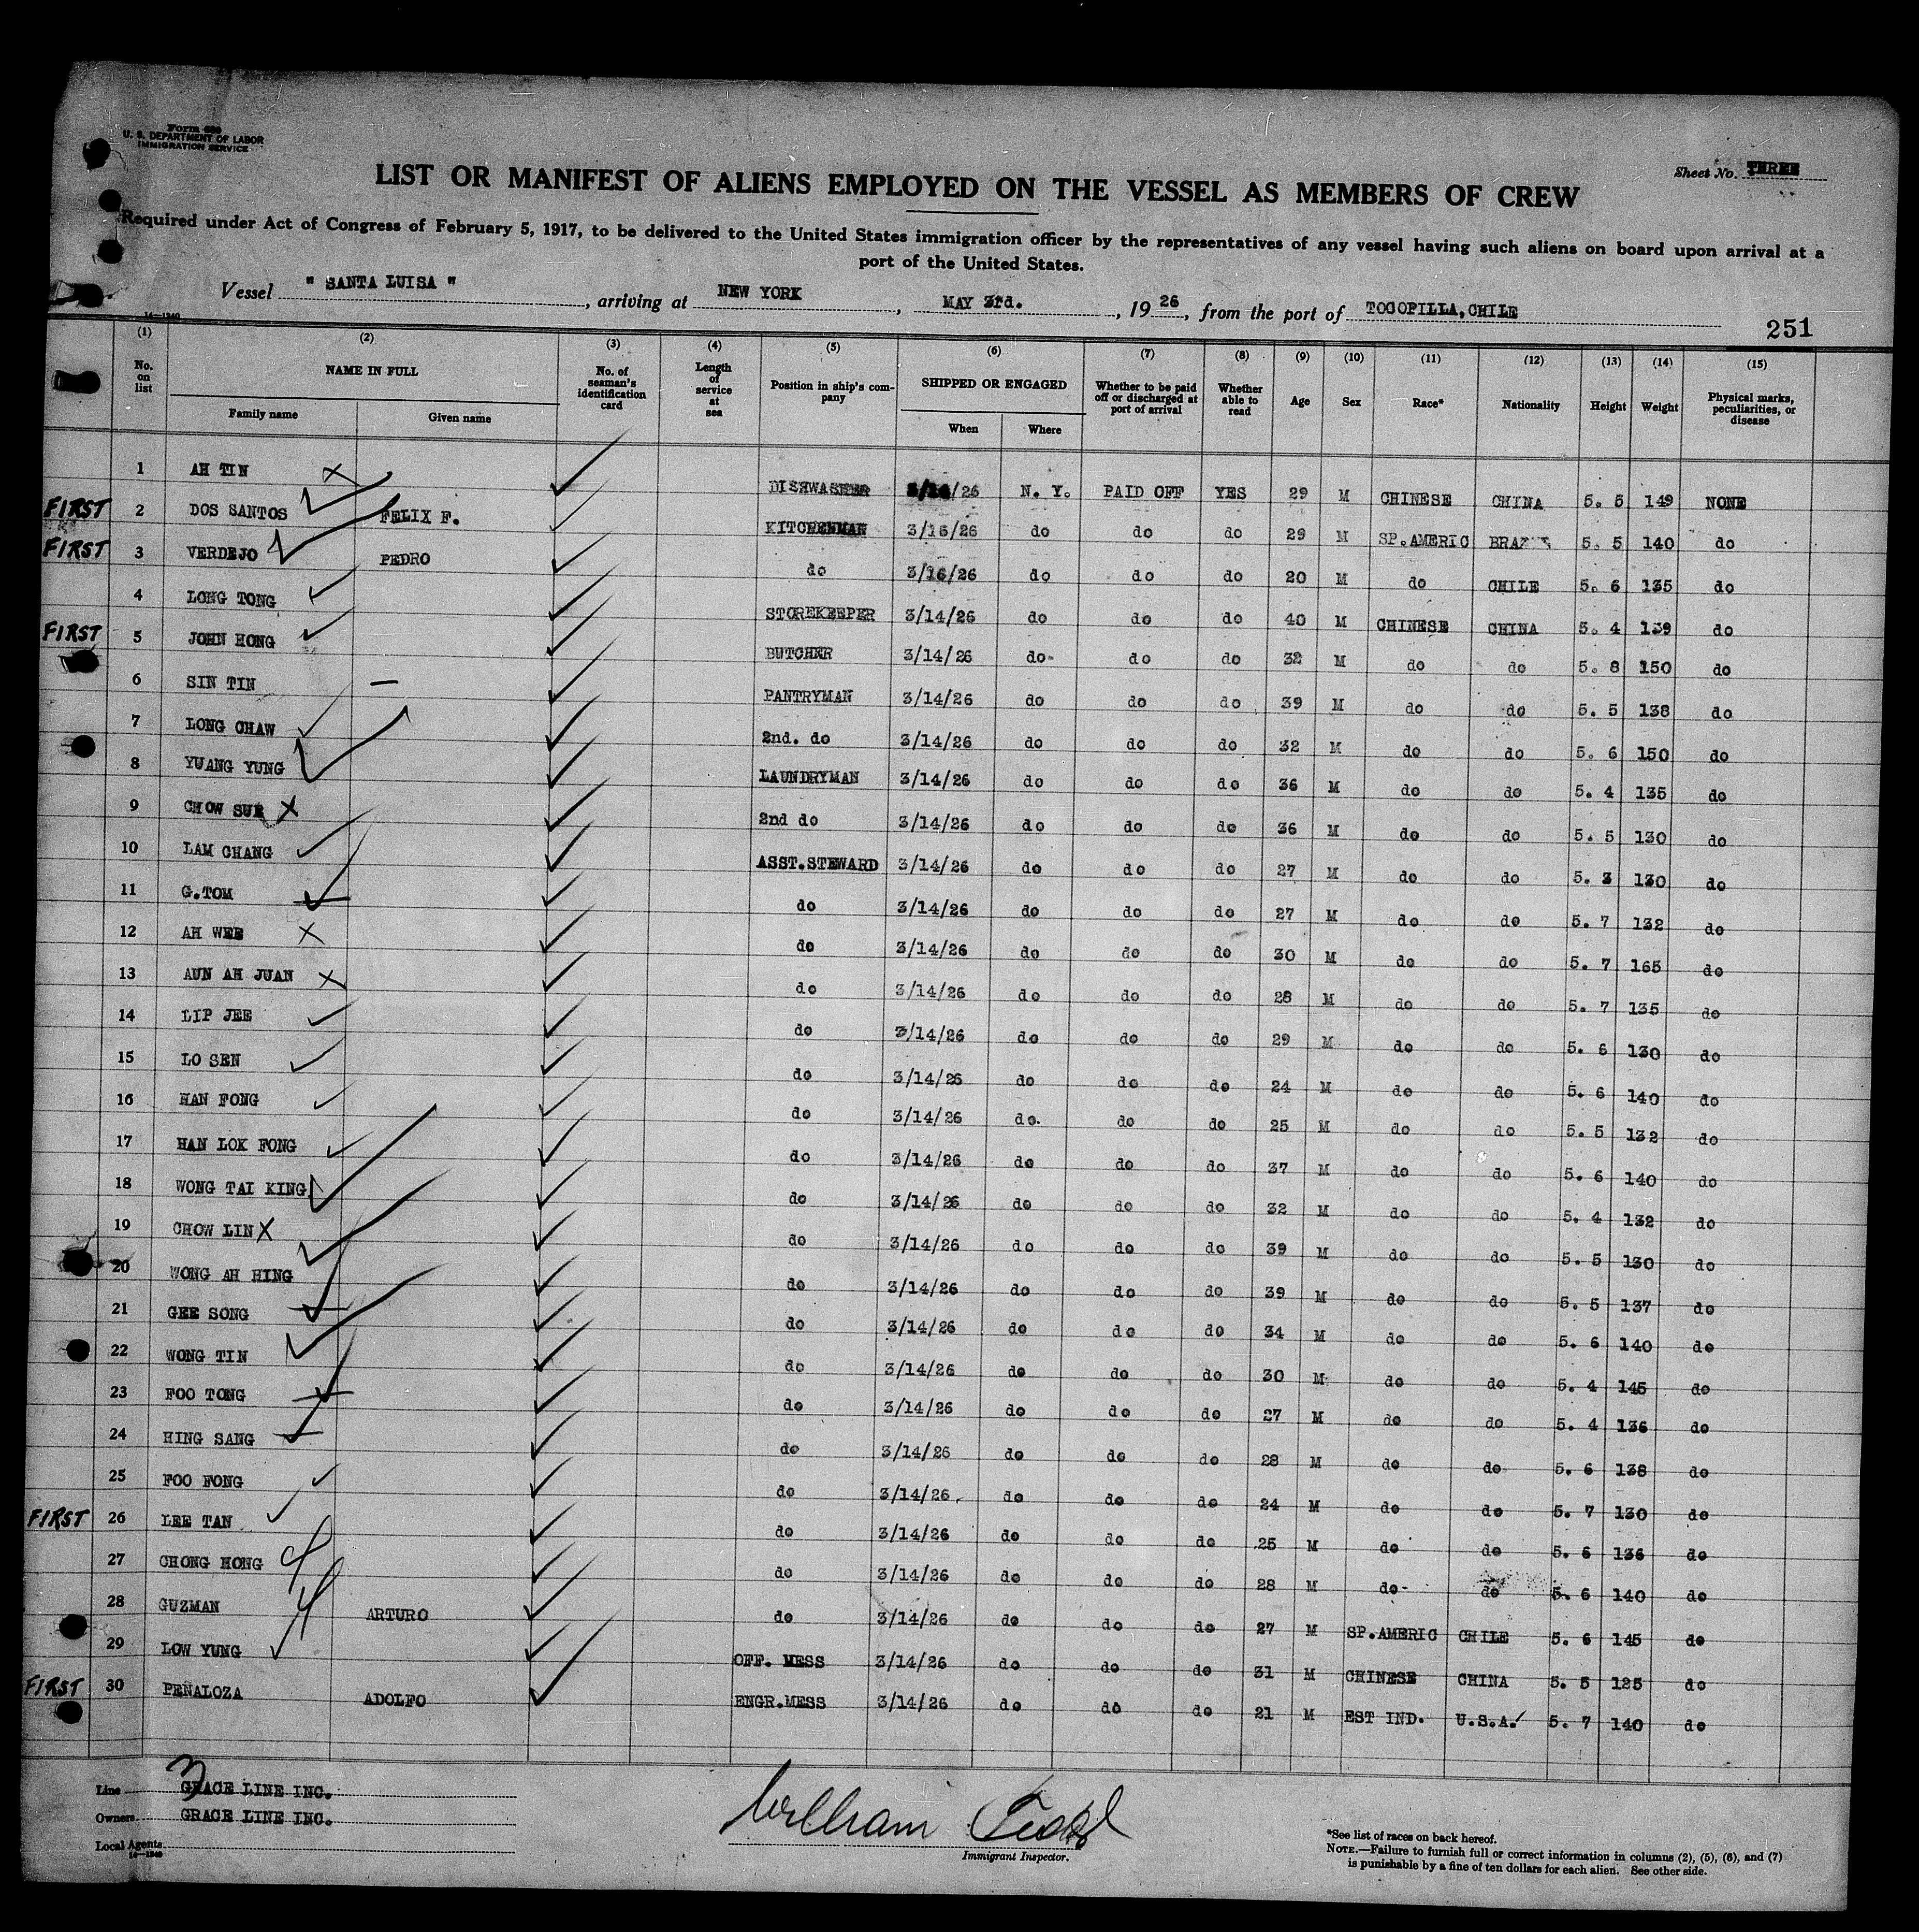 Form 680
U. S. DEPARTMENT OF LABOR
IMMIGRATION SERVICE
Sheet No. THREE
LIST OR MANIFEST OF ALIENS EMPLOYED ON THE VESSEL AS MEMBERS OF CREW
Required under Act of Congress of February 5, 1917, to be delivered to the United States immigration officer by the representatives of any vessel having such aliens on board upon arrival at a
port of the United States.
Vessel " SANTA LUISA ", arriving at NEW YORK, MAY 3rd., 19 26, from the port of TOCOPILLA, CHILE
14—1240
251
(1) (2) (3) (4) (5) (6) (7) (8) (9) (10) (11) (12) (13) (14) (15)
No. on list NAME IN FULL Family name Given name No. of seaman's identification card Length of service at sea Position in ship's company SHIPPED OR ENGAGED When Where Whether to be paid off or discharged at port of arrival Whether able to read Age Sex Race* Nationality Height Weight Physical marks, peculiarities, or disease
1 AH TIN DISHWASHER /26 N. Y. PAID OFF YES 29 M CHINESE CHINA 5. 5 149 NONE
FIRST 2 DOS SANTOS FELIX F. KITCHENMAN 3/16/26 do do do 29 M SP.AMERIC BRAZIL 5. 5 140 do
FIRST 3 VERDEJO PEDRO do 3/16/26 do do do 20 M do CHILE 5. 6 135 do
4 LONG TONG STOREKEEPER 3/14/26 do do do 40 M CHINESE CHINA 5. 4 139 do
FIRST 5 JOHN HONG BUTCHER 3/14/26 do do do 32 M do do 5. 8 150 do
6 SIN TIN — PANTRYMAN 3/14/26 do do do 39 M do do 5. 5 138 do
7 LONG CHAW 2nd. do 3/14/26 do do do 32 M do do 5. 6 150 do
8 YUANG YUNG LAUNDRYMAN 3/14/26 do do do 36 M do do 5. 4 135 do
9 CHOW SUE 2nd do 3/14/26 do do do 36 M do do 5. 5 130 do
10 LAM CHANG ASST.STEWARD 3/14/26 do do do 27 M do do 5. 3 130 do
11 G.TOM do 3/14/26 do do do 27 M do do 5. 7 132 do
12 AH WEE do 3/14/26 do do do 30 M do do 5. 7 165 do
13 AUN AH JUAN do 3/14/26 do do do 28 M do do 5. 7 135 do
14 LIP JEE do 3/14/26 do do do 29 M do do 5. 6 130 do
15 LO SEN do 3/14/26 do do do 24 M do do 5. 6 140 do
16 HAN FONG do 3/14/26 do. do do 25 M do do 5. 5 132 do
17 HAN LOK FONG do 3/14/26 do do do 37 M do do 5. 6 140 do
18 WONG TAI KING do 3/14/26 do do do 32 M do do 5. 4 132 do
19 CHOW LIN do 3/14/26 do do do 39 M do do 5. 5 130 do
20 WONG AH HING do 3/14/26 do do do 39 M do do 5. 5 137 do
21 GEE SONG do 3/14/26 do do do 34 M do do 5. 6 140 do
22 WONG TIN do 3/14/26 do do do 30 M do do 5. 4 145 do
23 FOO TONG do 3/14/26 do do do 27 M do do 5. 4 136 do
24 HING SANG do 3/14/26 do do do 28 M do do 5. 6 138 do
25 FOO FONG do 3/14/26 do do do 24 M do do 5. 7 130 do
FIRST 26 LEE TAN do 3/14/26 do do do 25 M do do 5. 6 136 do
27 CHONG HONG do 3/14/26 do do do 28 M do do 5. 6 140 do
28 GUZMAN ARTURO do 3/14/26 do do do 27 M SP.AMERIC CHILE 5. 6 145 do
29 LOW YUNG OFF. MESS 3/14/26 do do do 31 M CHINESE CHINA 5. 5 125 do
FIRST 30 PEÑALOZA ADOLFO ENGR.MESS 3/14/26 do do do 21 M EST IND. U.S.A. 5. 7 140 do
Line GRACE LINE INC.
Owners GRACE LINE INC.
Local Agents
14—1240
William
Immigrant Inspector.
*See list of races on back hereof.
NOTE.—Failure to furnish full or correct information in columns (2), (5), (6), and (7)
is punishable by a fine of ten dollars for each alien. See other side.